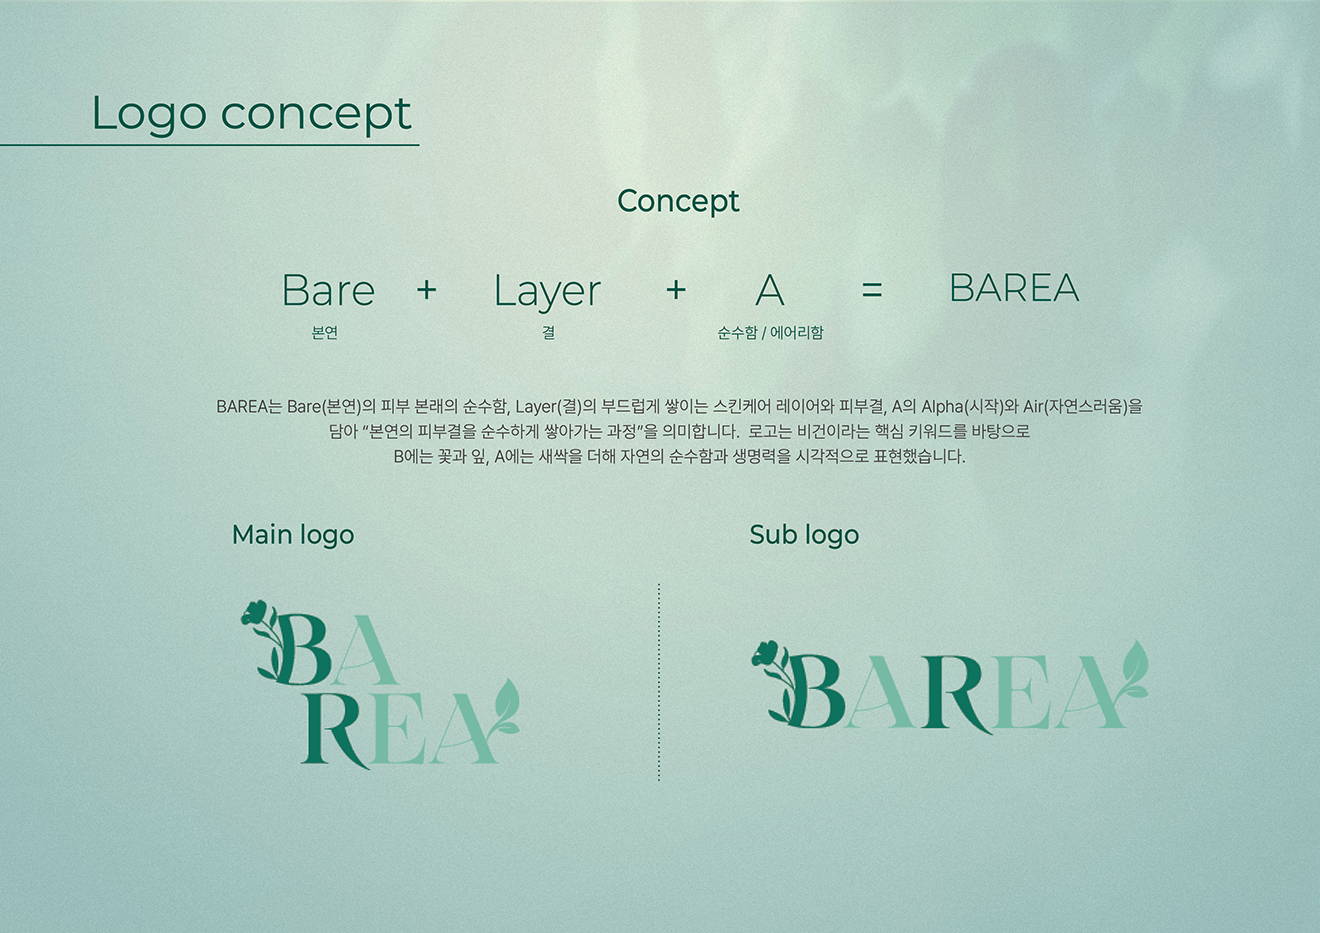 Logo concept
Concept
Bare + Layer + A = BAREA
본연 결 순수함 / 에어리함
BAREA는 Bare(본연)의 피부 본래의 순수함, Layer(결)의 부드럽게 쌓이는 스킨케어 레이어와 피부결, A의 Alpha(시작)와 Air(자연스러움)을
담아 “본연의 피부결을 순수하게 쌓아가는 과정”을 의미합니다. 로고는 비건이라는 핵심 키워드를 바탕으로
B에는 꽃과 잎, A에는 새싹을 더해 자연의 순수함과 생명력을 시각적으로 표현했습니다.
Main logo
BA
REA
Sub logo
BAREA